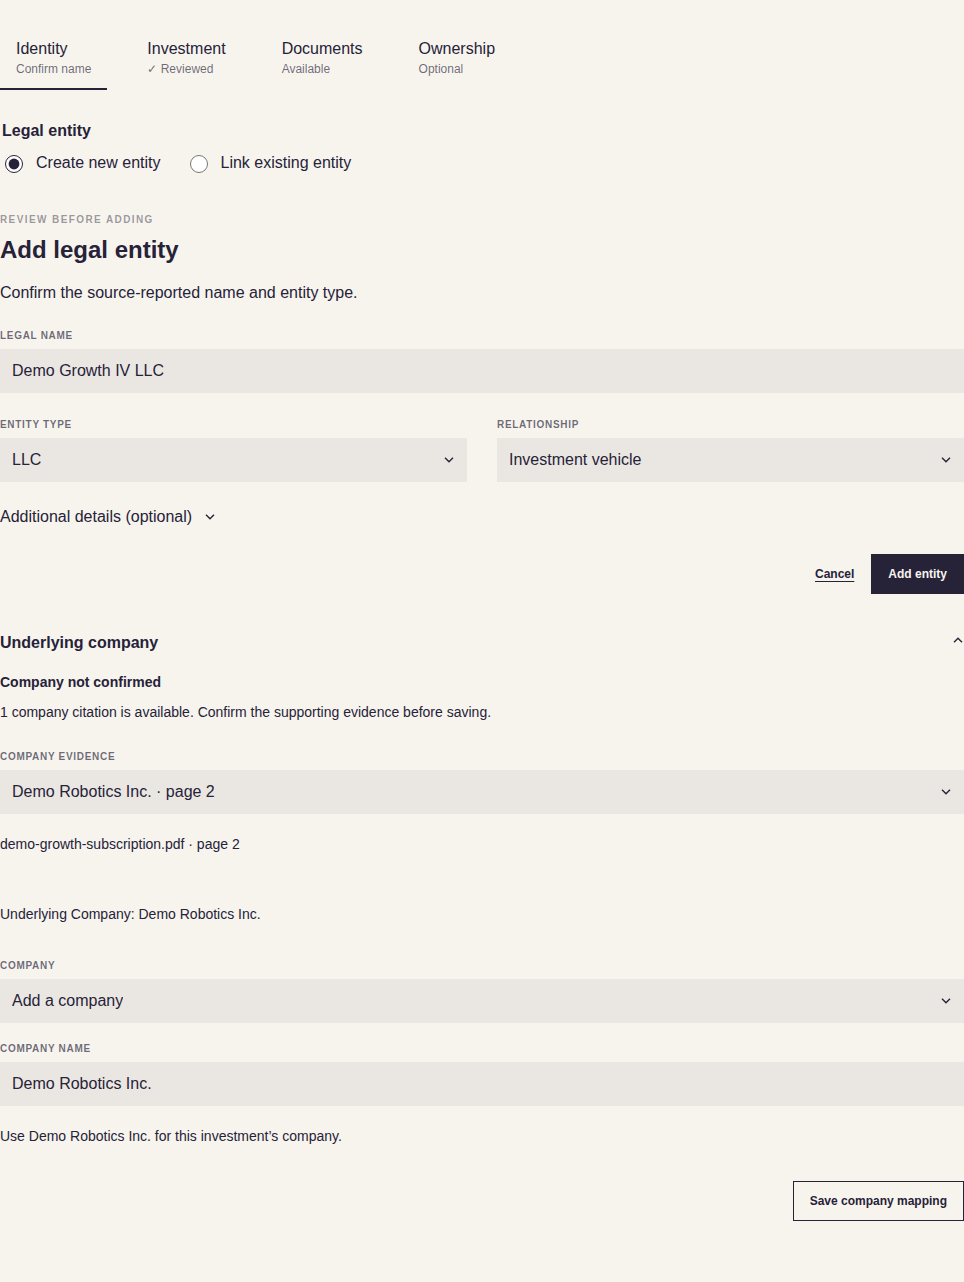 Identity
Confirm name
Investment
✓ Reviewed
Documents
Available
Ownership
Optional
Legal entity
Create new entity
Link existing entity
REVIEW BEFORE ADDING
Add legal entity
Confirm the source-reported name and entity type.
LEGAL NAME
Demo Growth IV LLC
ENTITY TYPE
LLC
RELATIONSHIP
Investment vehicle
Additional details (optional)
Cancel
Add entity
Underlying company
Company not confirmed
1 company citation is available. Confirm the supporting evidence before saving.
COMPANY EVIDENCE
Demo Robotics Inc. · page 2
demo-growth-subscription.pdf · page 2
Underlying Company: Demo Robotics Inc.
COMPANY
Add a company
COMPANY NAME
Demo Robotics Inc.
Use Demo Robotics Inc. for this investment’s company.
Save company mapping